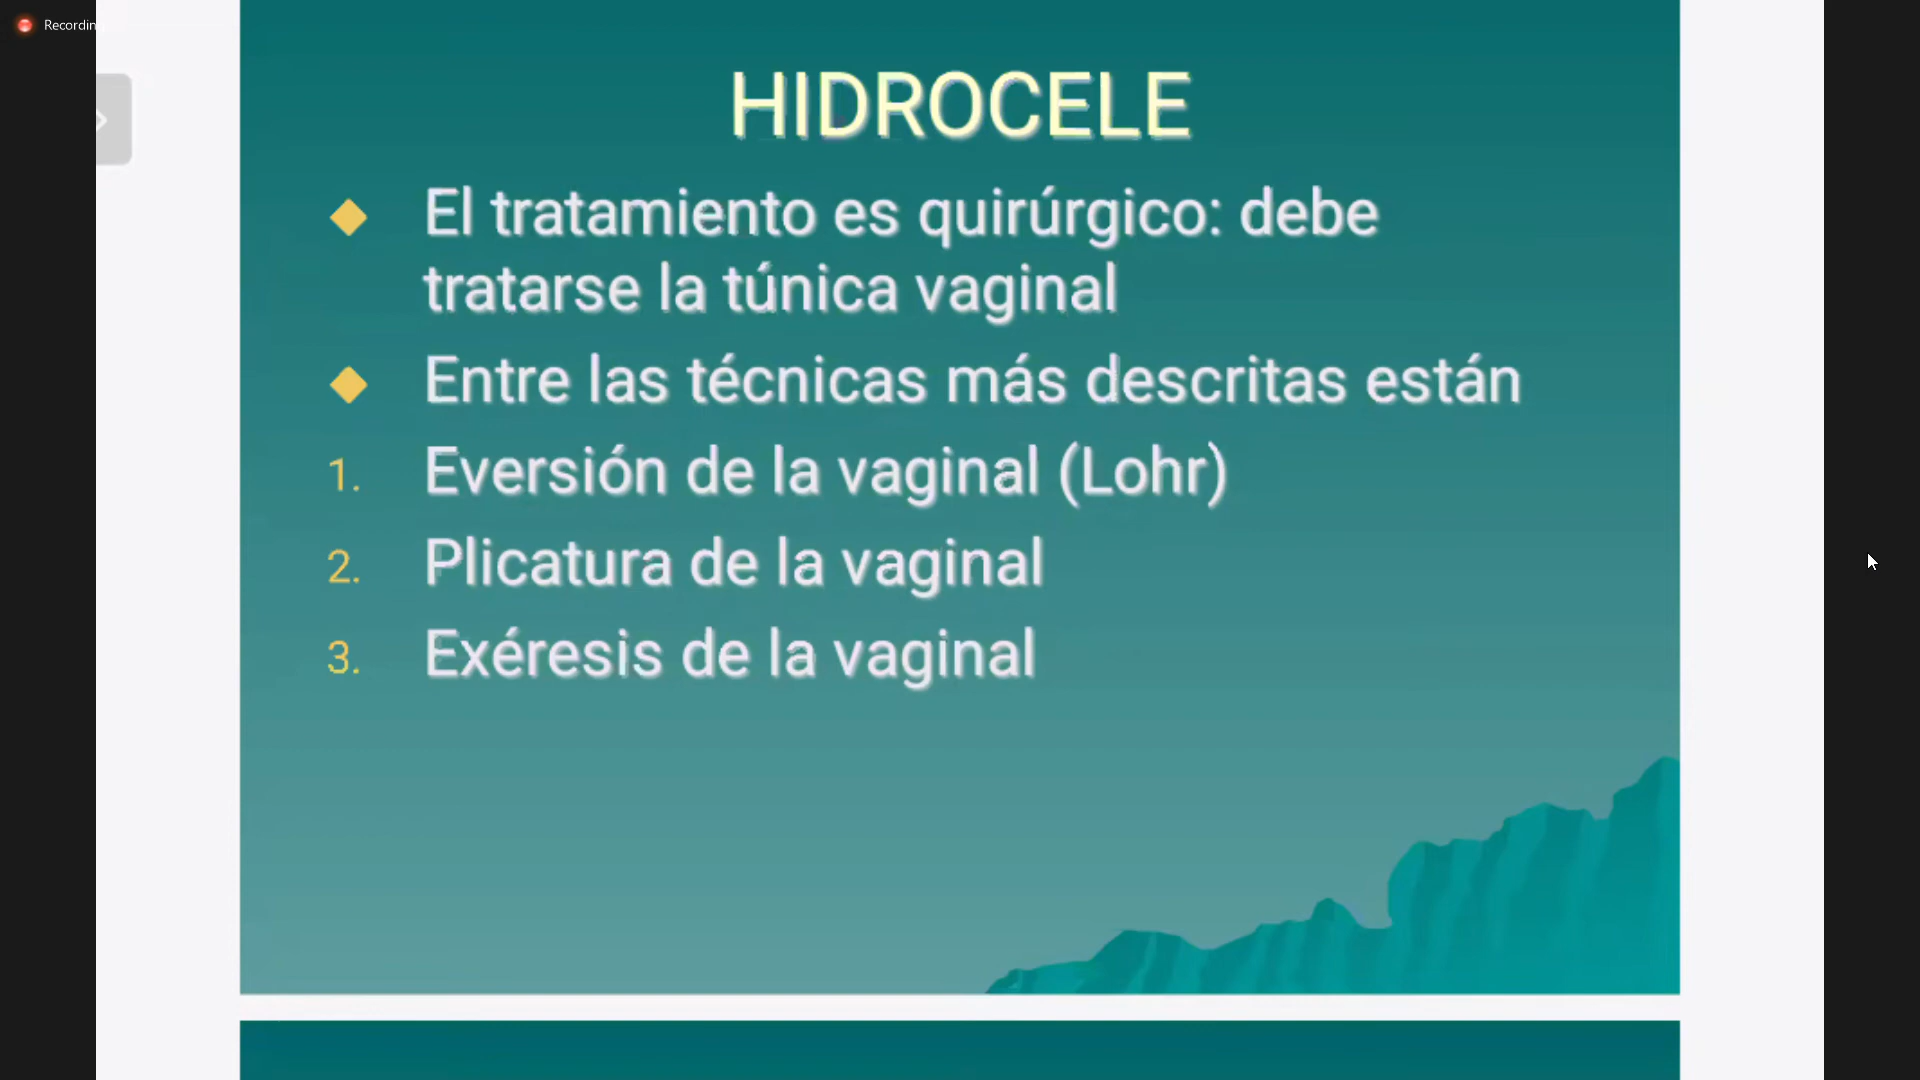 Recordin
HIDROCELE
El tratamiento es quirúrgico: debe
tratarse la túnica vaginal
Entre las técnicas más descritas están
1. Eversión de la vaginal (Lohr)
2. Plicatura de la vaginal
3. Exéresis de la vaginal